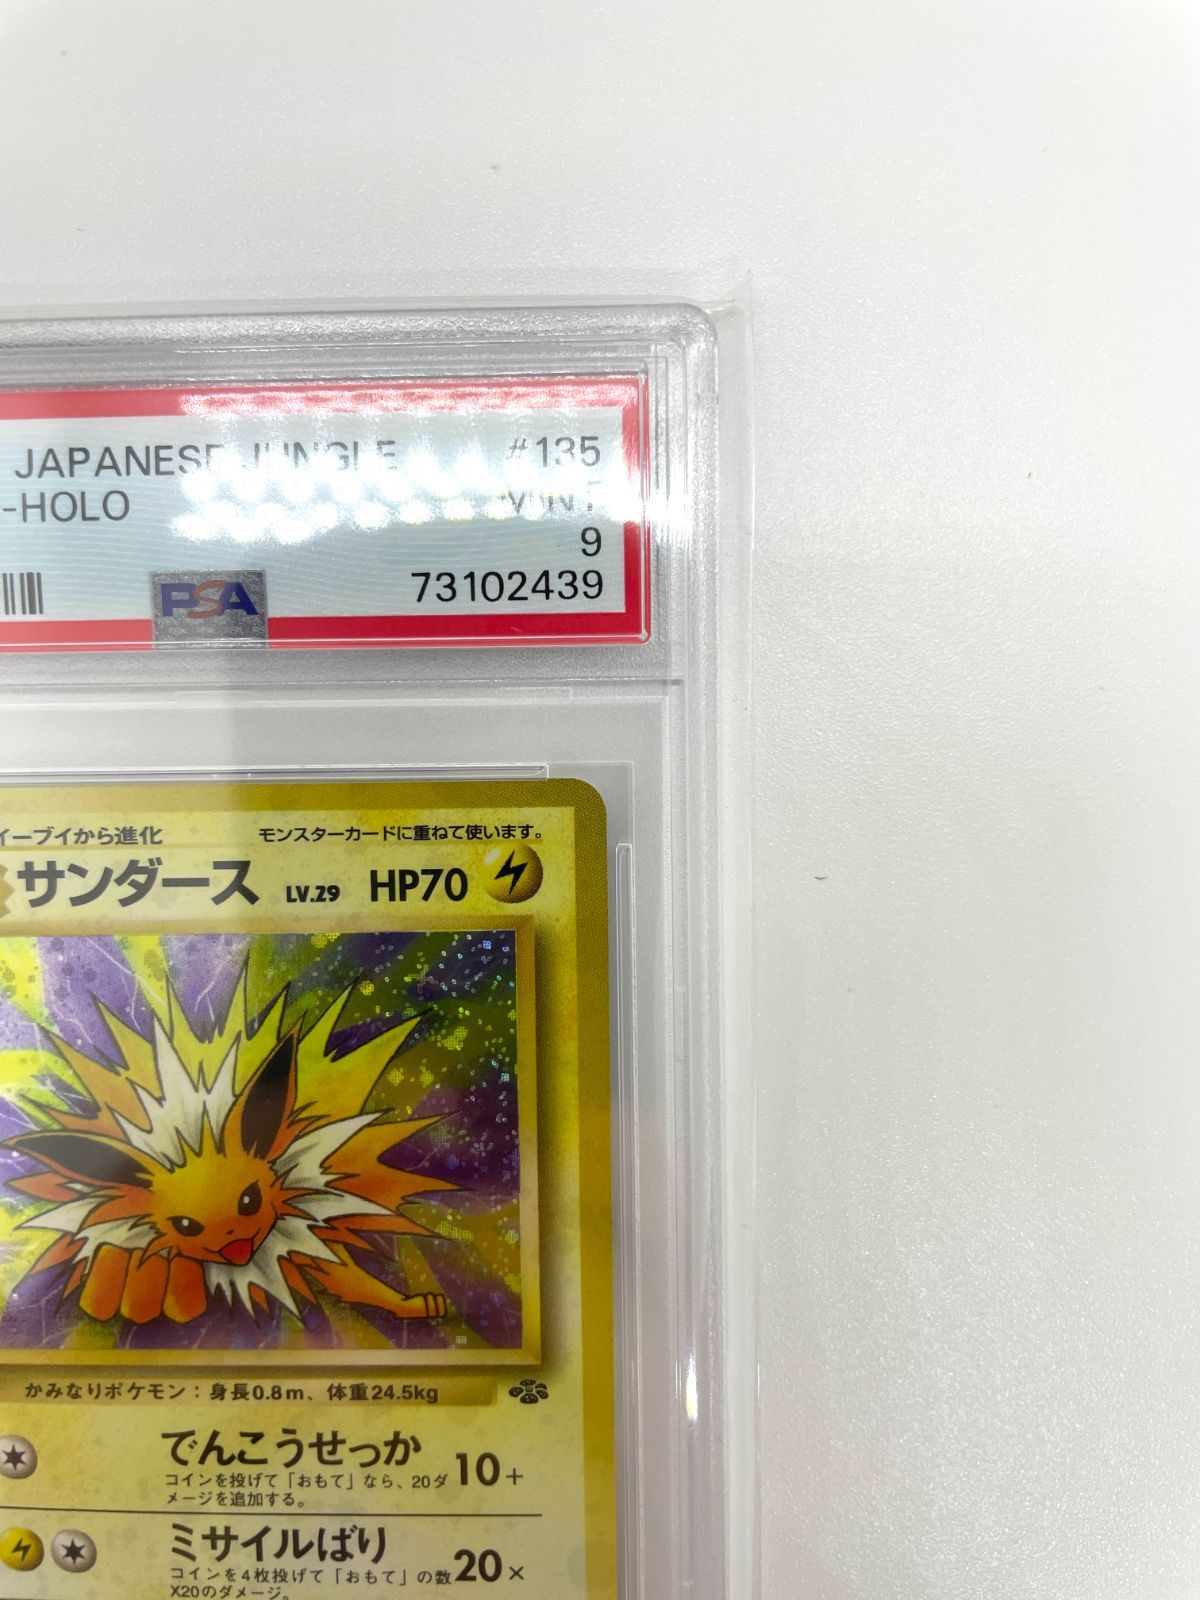 JAPANESE JUNGLE #135
-HOLO MINT
9
PSA 73102439
イーブイから進化 モンスターカードに重ねて使います。
サンダース LV.29 HP70
かみなりポケモン：身長0.8m、体重24.5kg
でんこうせっか 10+
コインを投げて「おもて」なら、20ダ
メージを追加する。
ミサイルばり 20×
コインを4枚投げて「おもて」の数
X20のダメージ。